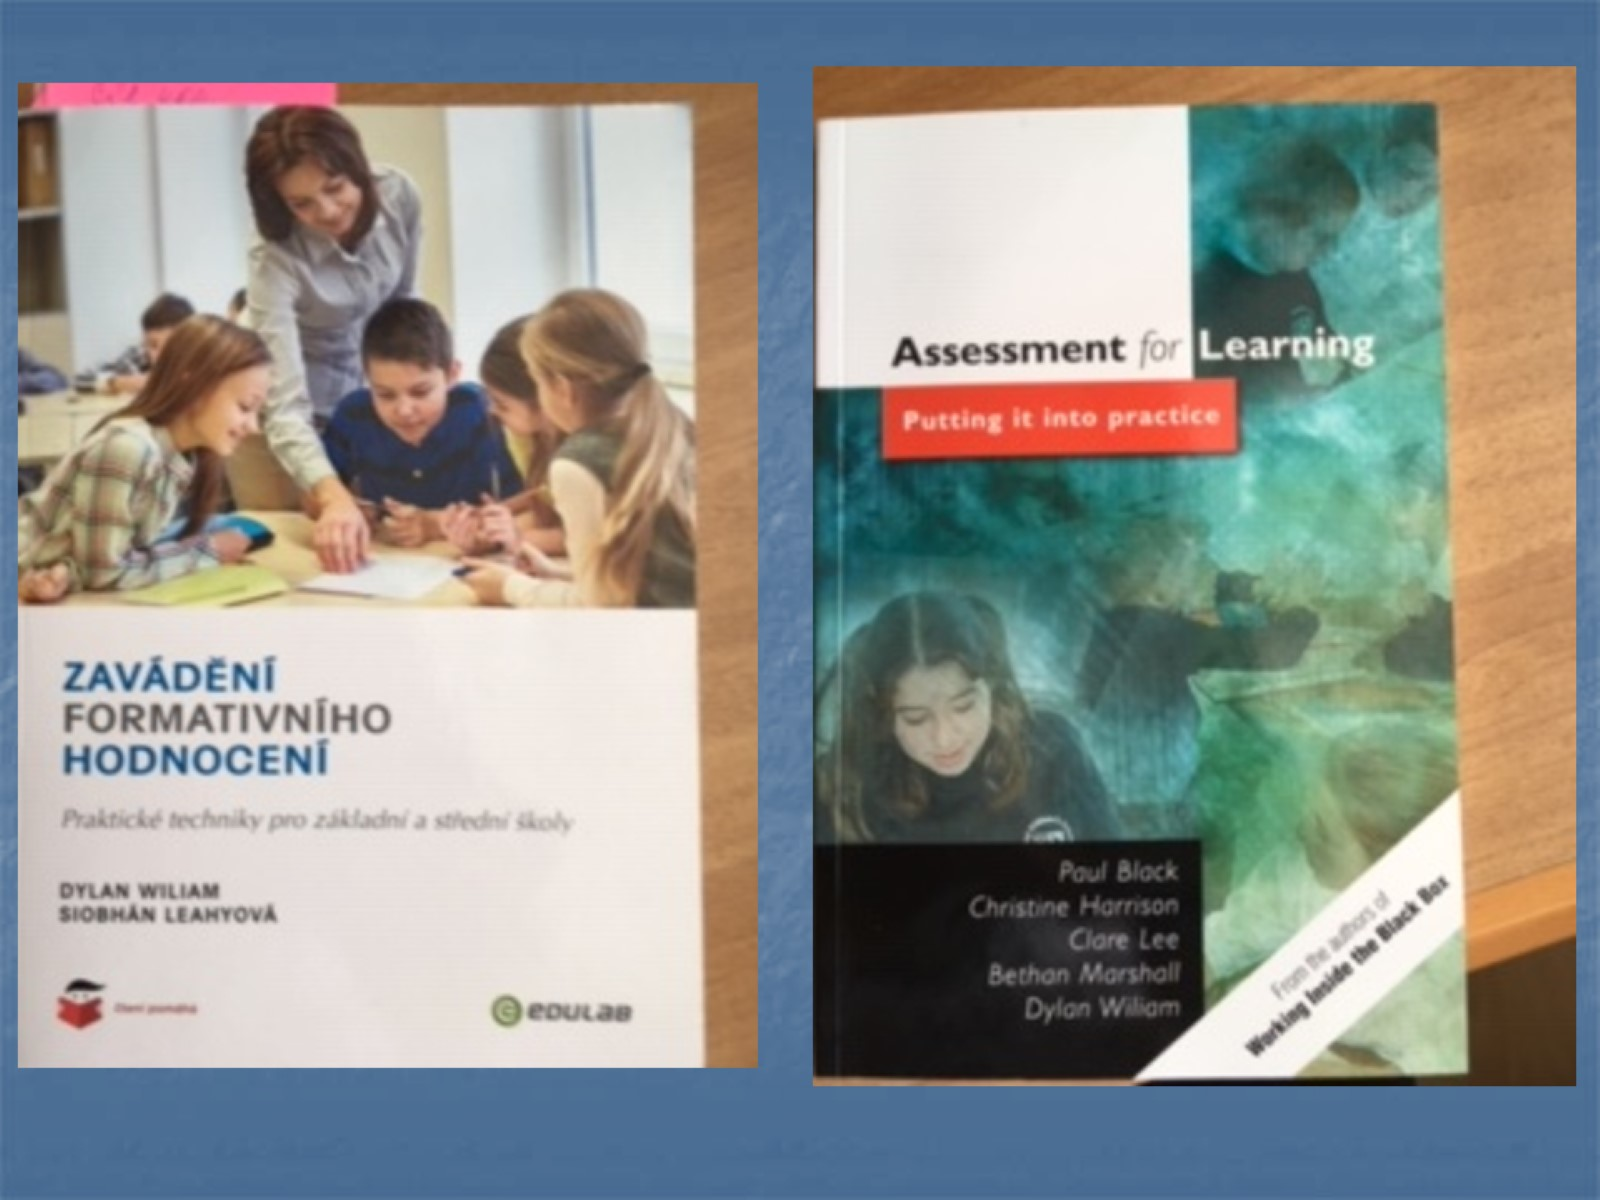 ZAVÁDĚNÍ
FORMATIVNÍHO
HODNOCENÍ
Praktické techniky pro základní a střední školy
DYLAN WILIAM
SIOBHÁN LEAHYOVÁ
čtení pomáhá
EDULAB
Assessment for Learning
Putting it into practice
Paul Black
Christine Harrison
Clare Lee
Bethan Marshall
Dylan Wiliam
From the authors of
Working Inside the Black Box